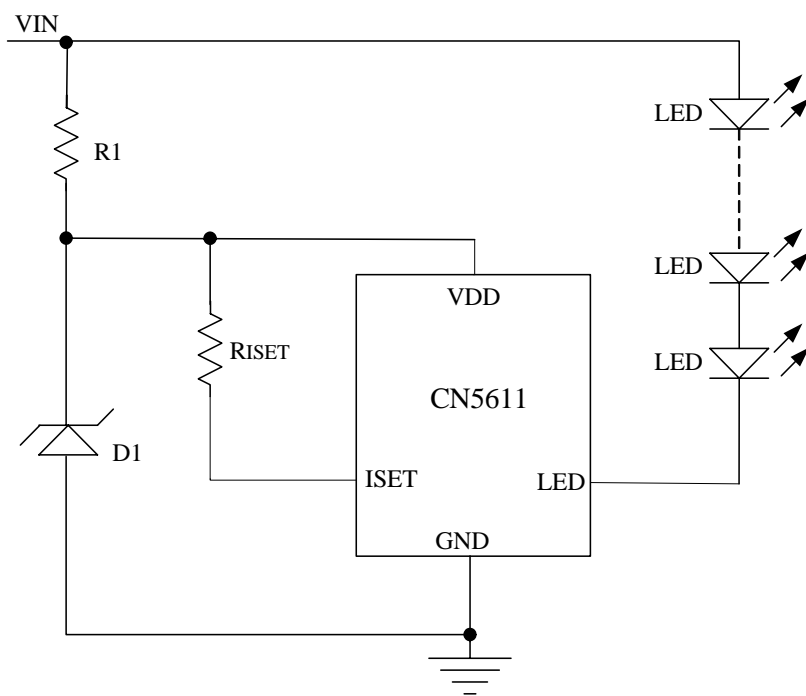 VIN
LED
R1
LED
VDD
RISET
LED
CN5611
D1
ISET
LED
GND